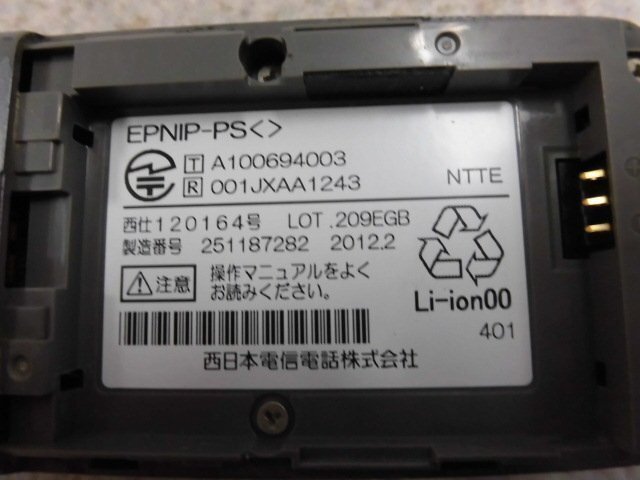 EPNIP-PS<>
T A100694003
R 001JXAA1243
NTTE
西仕120164号 LOT.209EGB
製造番号 251187282 2012.2
注意 操作マニュアルをよく
お読みください。
Li-ion00
401
西日本電信電話株式会社